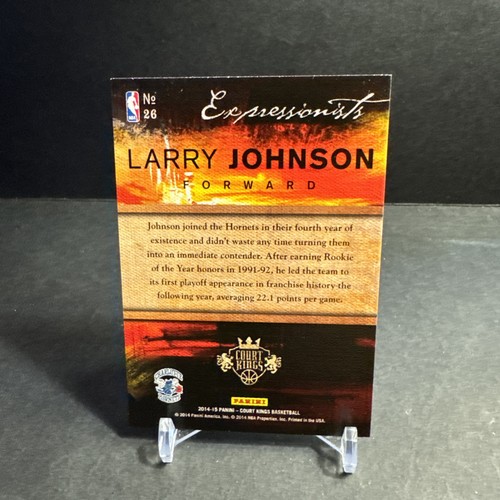 NBA
Nº
26
Expressionists
LARRY JOHNSON
FORWARD
Johnson joined the Hornets in their fourth year of
existence and didn't waste any time turning them
into an immediate contender. After earning Rookie
of the Year honors in 1991-92, he led the team to
its first playoff appearance in franchise history the
following year, averaging 22.1 points per game.
COURT
KINGS
PANINI
2014-15 PANINI – COURT KINGS BASKETBALL
© 2014 Panini America, Inc. © 2014 NBA Properties, Inc. Printed in the USA.